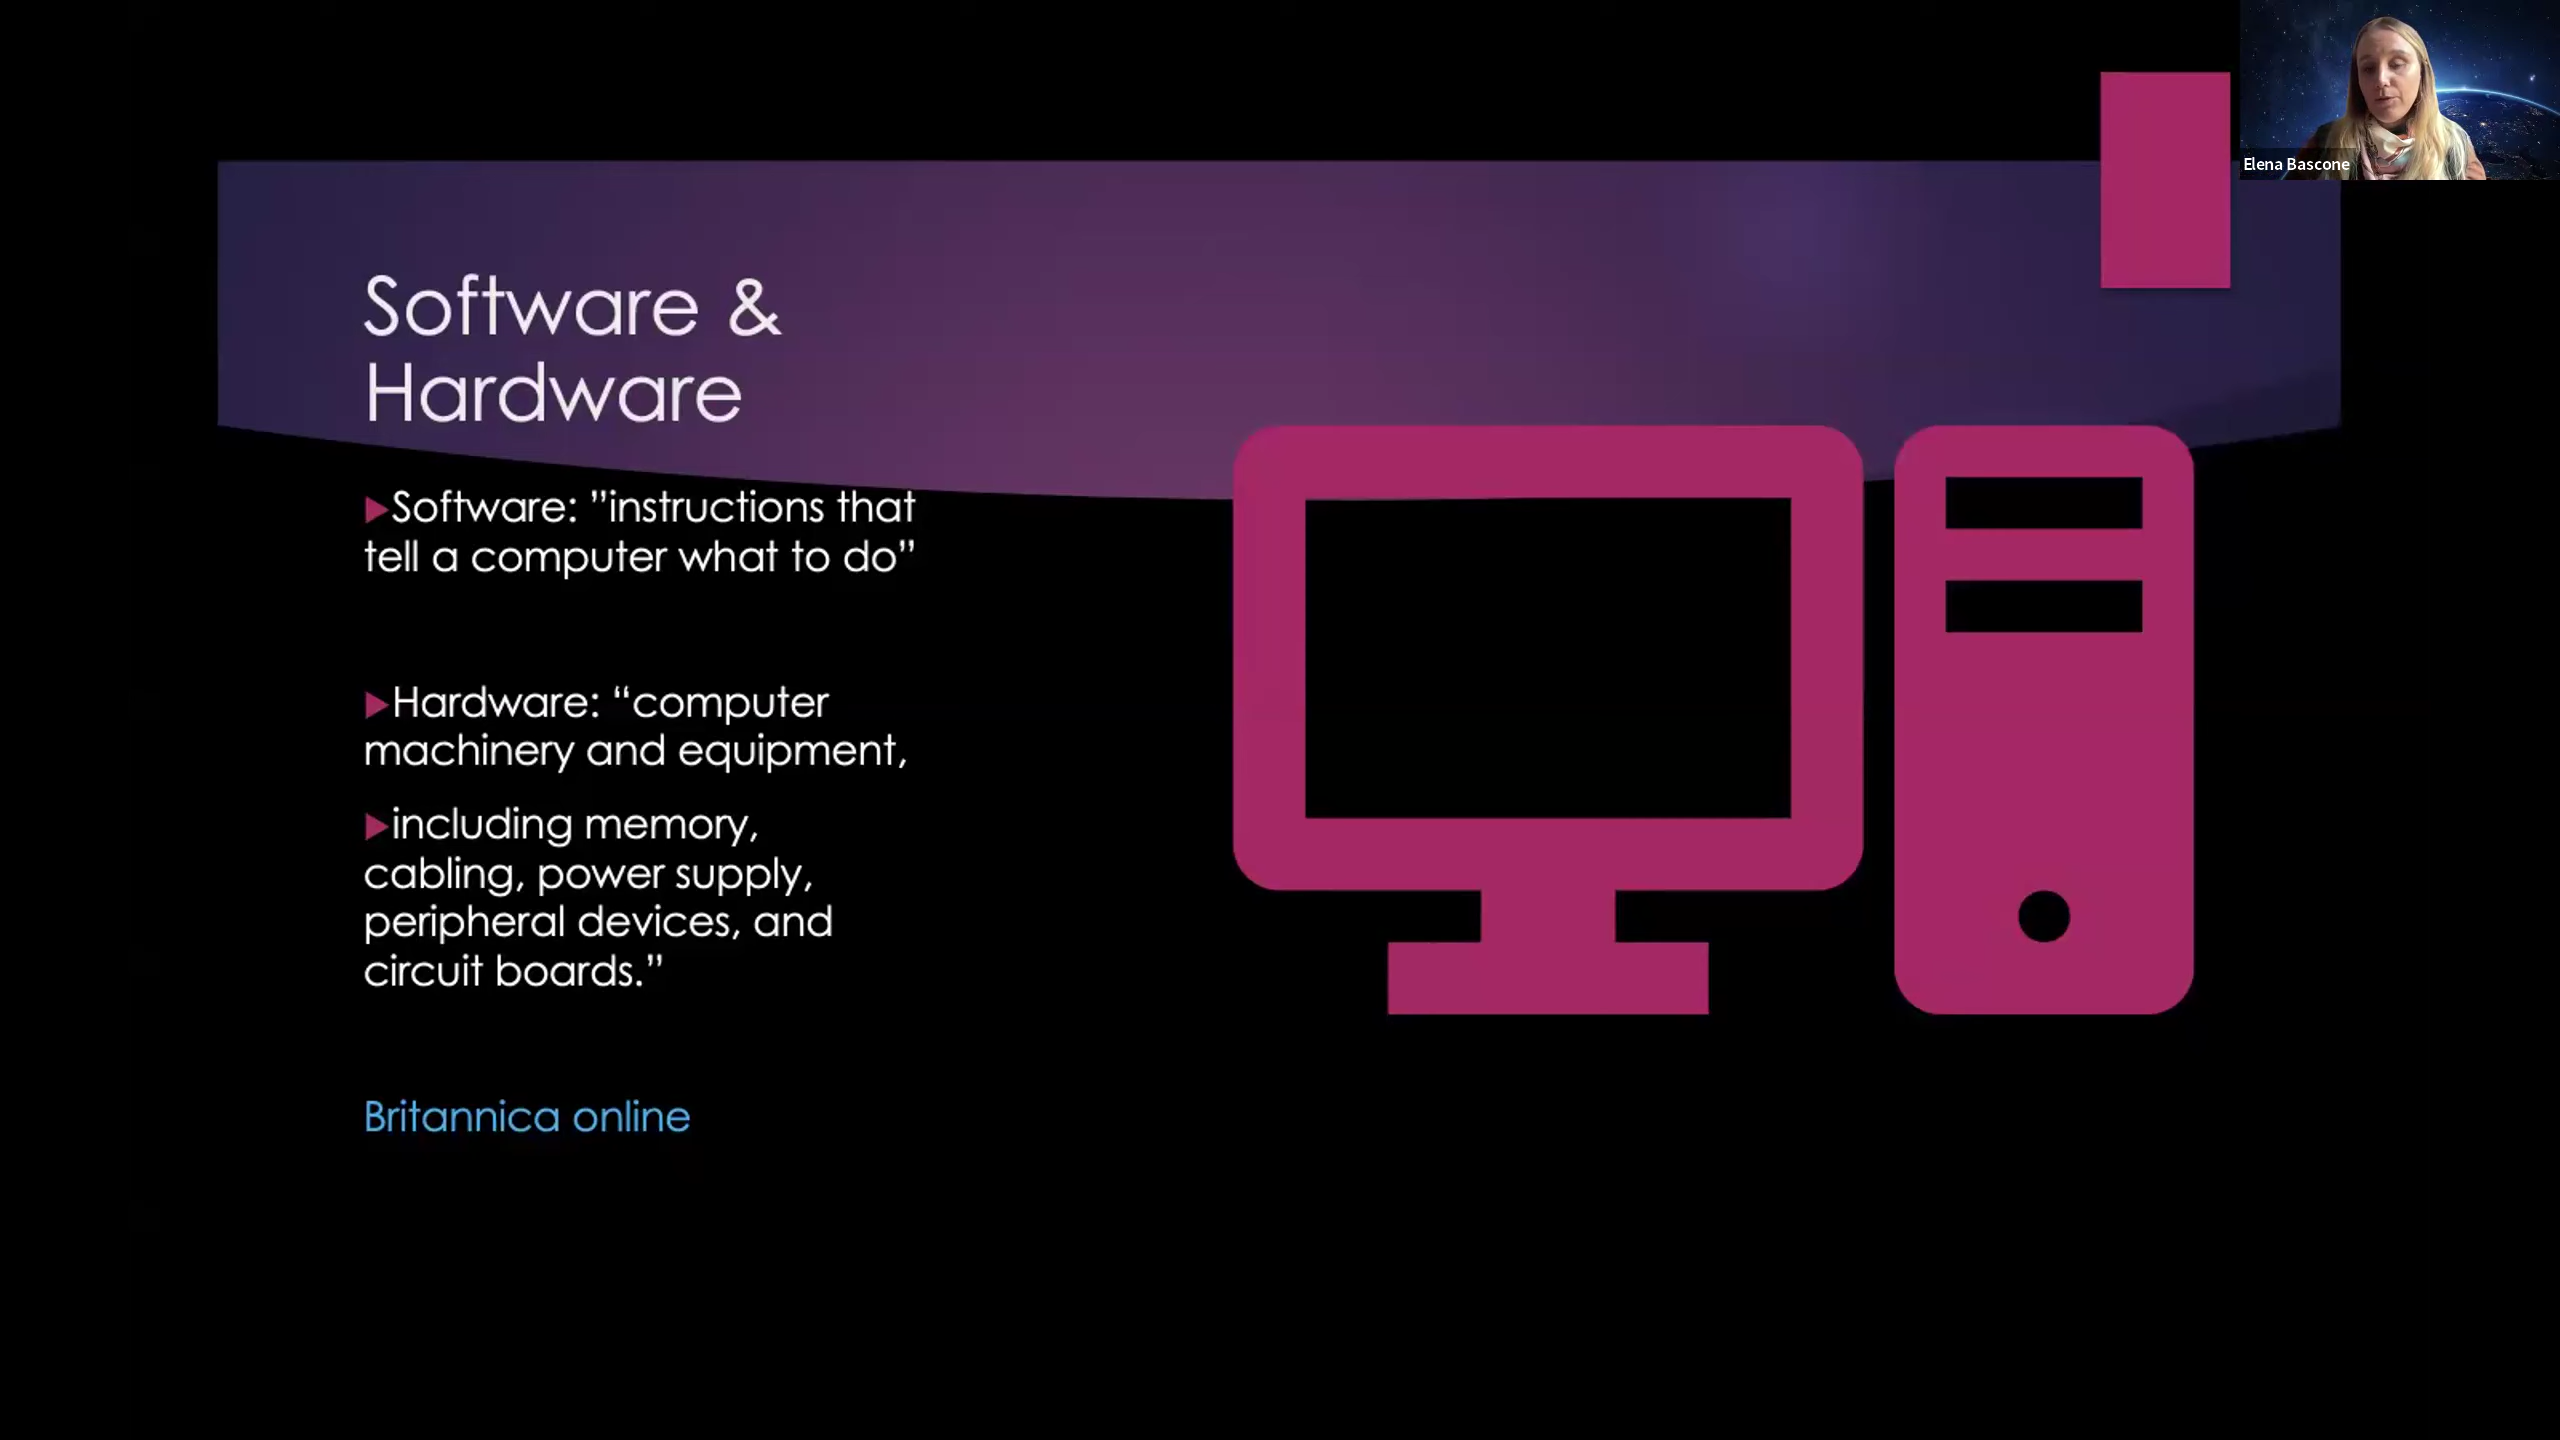 Elena Bascone
Software &
Hardware
Software: ”instructions that
tell a computer what to do”
Hardware: “computer
machinery and equipment,
including memory,
cabling, power supply,
peripheral devices, and
circuit boards.”
Britannica online